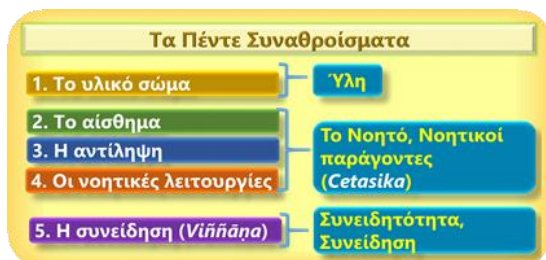 Τα Πέντε Συναθροίσματα
1. Το υλικό σώμα
Ύλη
2. Το αίσθημα
3. Η αντίληψη
4. Οι νοητικές λειτουργίες
Το Νοητό, Νοητικοί
παράγοντες
(Cetasika)
5. Η συνείδηση (Viññāṇa)
Συνειδητότητα,
Συνείδηση